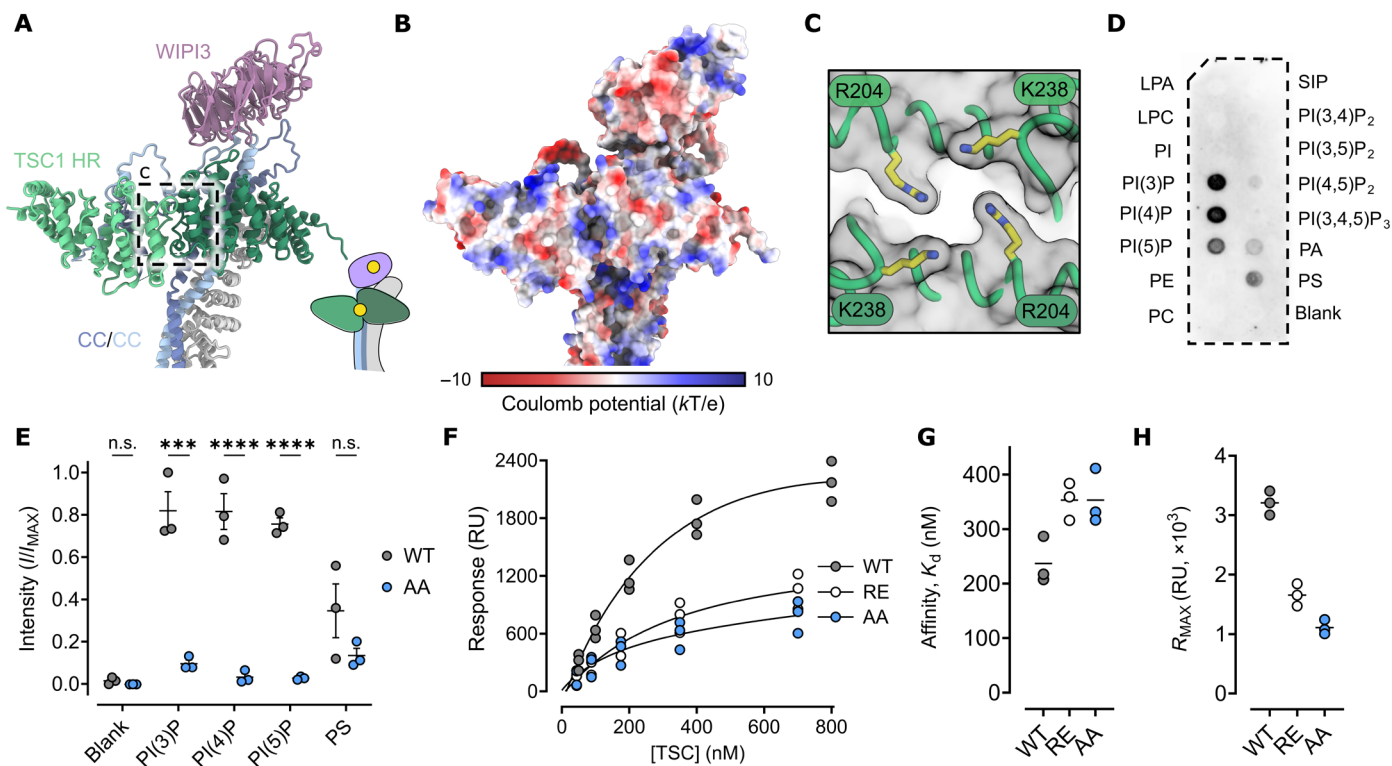 A
WIPI3
TSC1 HR
C
CC/CC
B
–10
10
Coulomb potential (kT/e)
C
R204
K238
K238
R204
D
LPA
LPC
PI
PI(3)P
PI(4)P
PI(5)P
PE
PC
SIP
PI(3,4)P₂
PI(3,5)P₂
PI(4,5)P₂
PI(3,4,5)P₃
PA
PS
Blank
E
n.s.
***
****
****
n.s.
Intensity (I/I_MAX)
1.0
0.8
0.6
0.4
0.2
0.0
Blank
PI(3)P
PI(4)P
PI(5)P
PS
WT
AA
F
Response (RU)
2400
1800
1200
600
0
0
200
400
600
800
[TSC] (nM)
WT
RE
AA
G
Affinity, K_d (nM)
400
300
200
100
0
WT
RE
AA
H
R_MAX (RU, ×10³)
4
3
2
1
0
WT
RE
AA